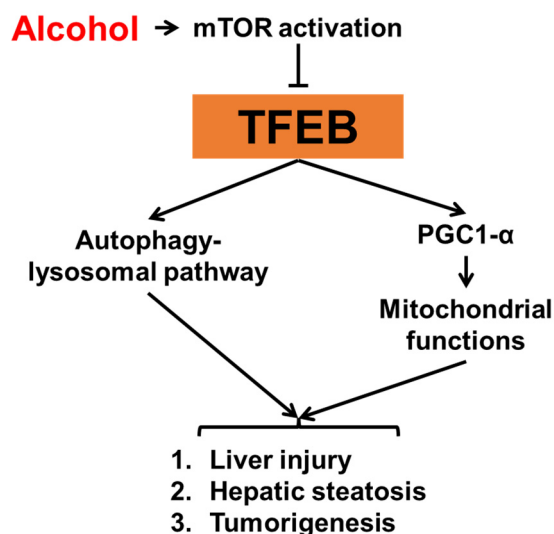 Alcohol → mTOR activation
TFEB
Autophagy-
lysosomal pathway
PGC1-α
Mitochondrial
functions
1. Liver injury
2. Hepatic steatosis
3. Tumorigenesis